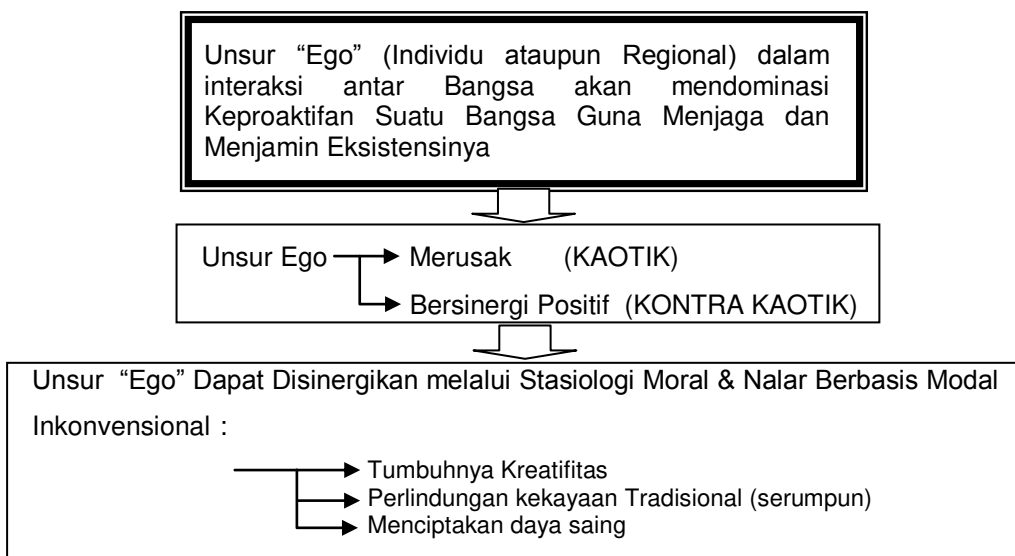 Unsur “Ego” (Individu ataupun Regional) dalam
interaksi antar Bangsa akan mendominasi
Keproaktifan Suatu Bangsa Guna Menjaga dan
Menjamin Eksistensinya
Unsur Ego Merusak (KAOTIK)
Bersinergi Positif (KONTRA KAOTIK)
Unsur “Ego” Dapat Disinergikan melalui Stasiologi Moral & Nalar Berbasis Modal
Inkonvensional :
Tumbuhnya Kreatifitas
Perlindungan kekayaan Tradisional (serumpun)
Menciptakan daya saing